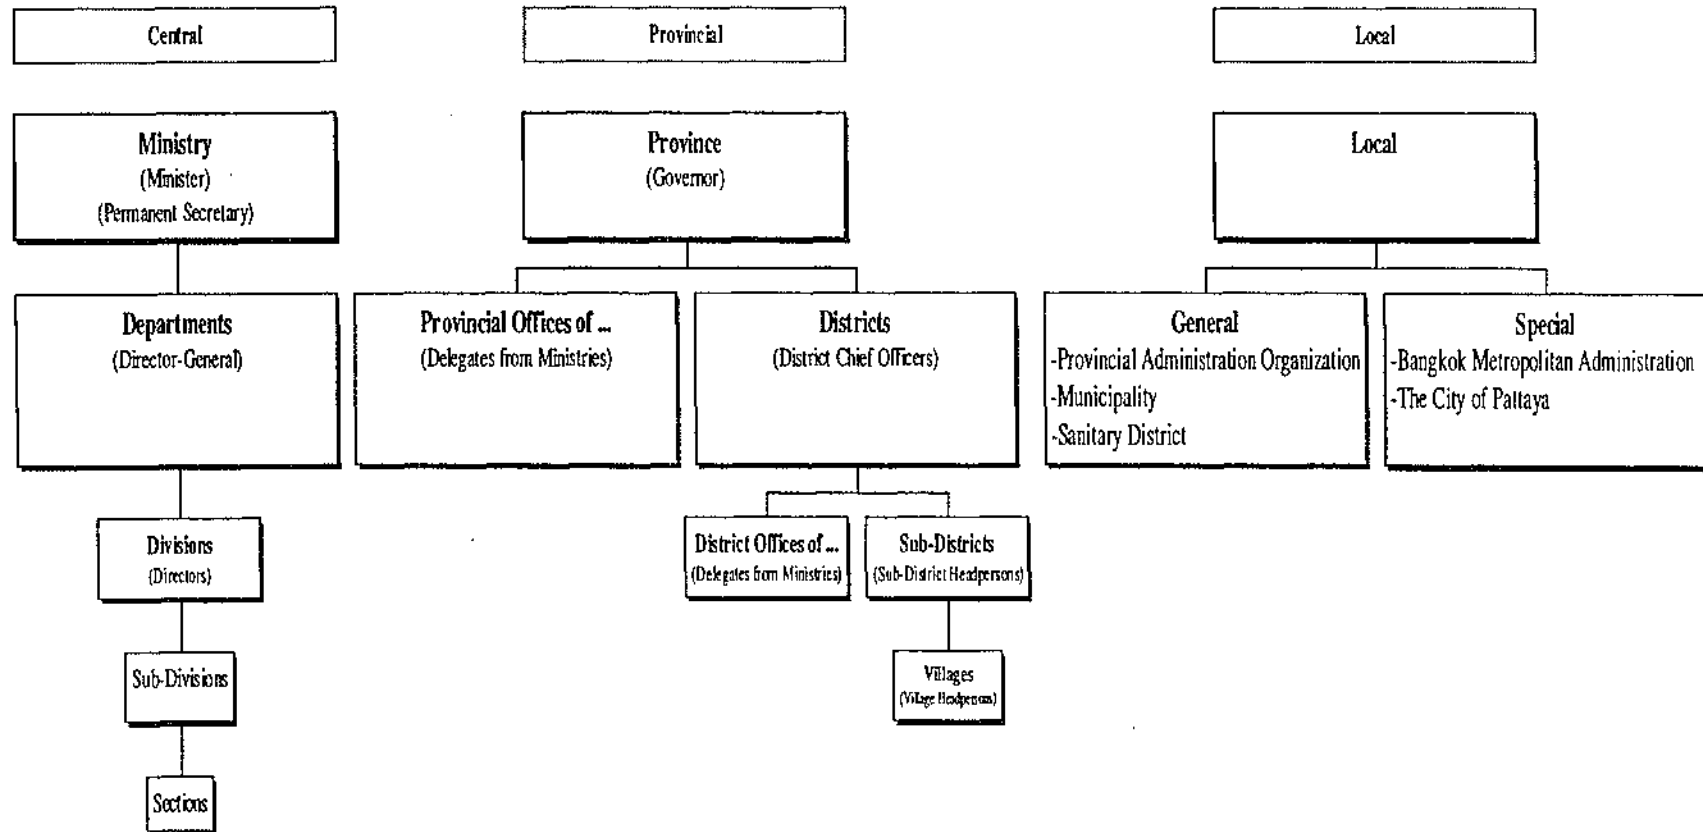 Central
Provincial
Local
Ministry
(Minister)
(Permanent Secretary)
Province
(Governor)
Local
Departments
(Director-General)
Provincial Offices of ...
(Delegates from Ministries)
Districts
(District Chief Officers)
General
-Provincial Administration Organization
-Municipality
-Sanitary District
Special
-Bangkok Metropolitan Administration
-The City of Pattaya
Divisions
(Directors)
District Offices of ...
(Delegates from Ministries)
Sub-Districts
(Sub-District Headpersons)
Sub-Divisions
Villages
(Village Headpersons)
Sections